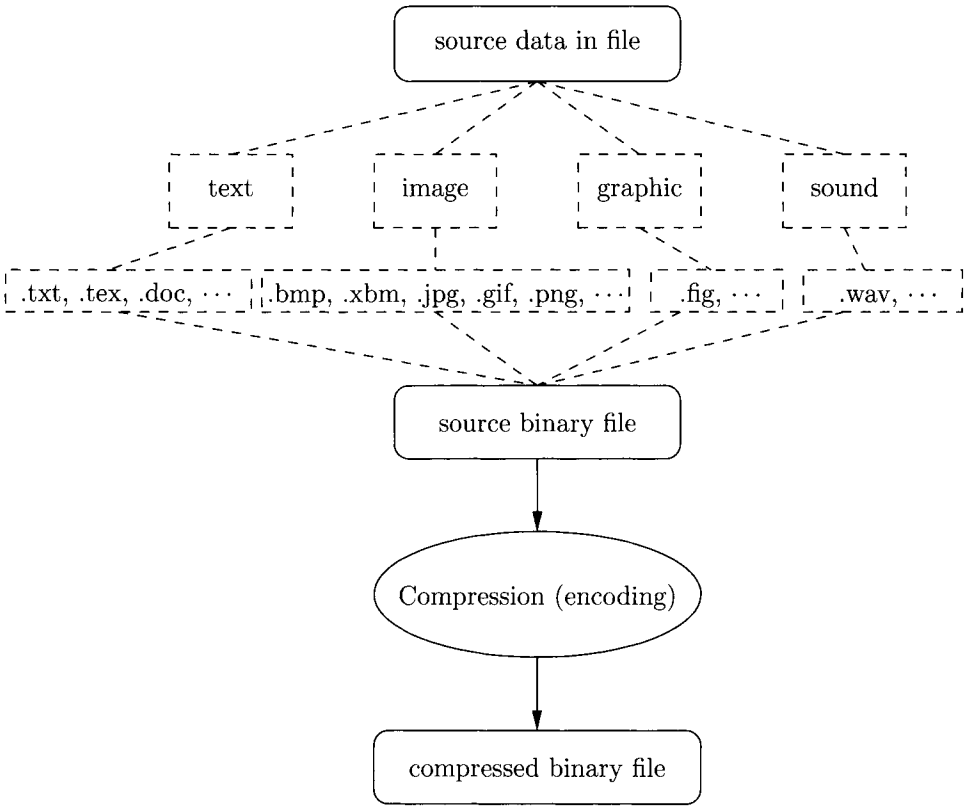 source data in file
text
image
graphic
sound
.txt, .tex, .doc, ···
.bmp, .xbm, .jpg, .gif, .png, ···
.fig, ···
.wav, ···
source binary file
Compression (encoding)
compressed binary file